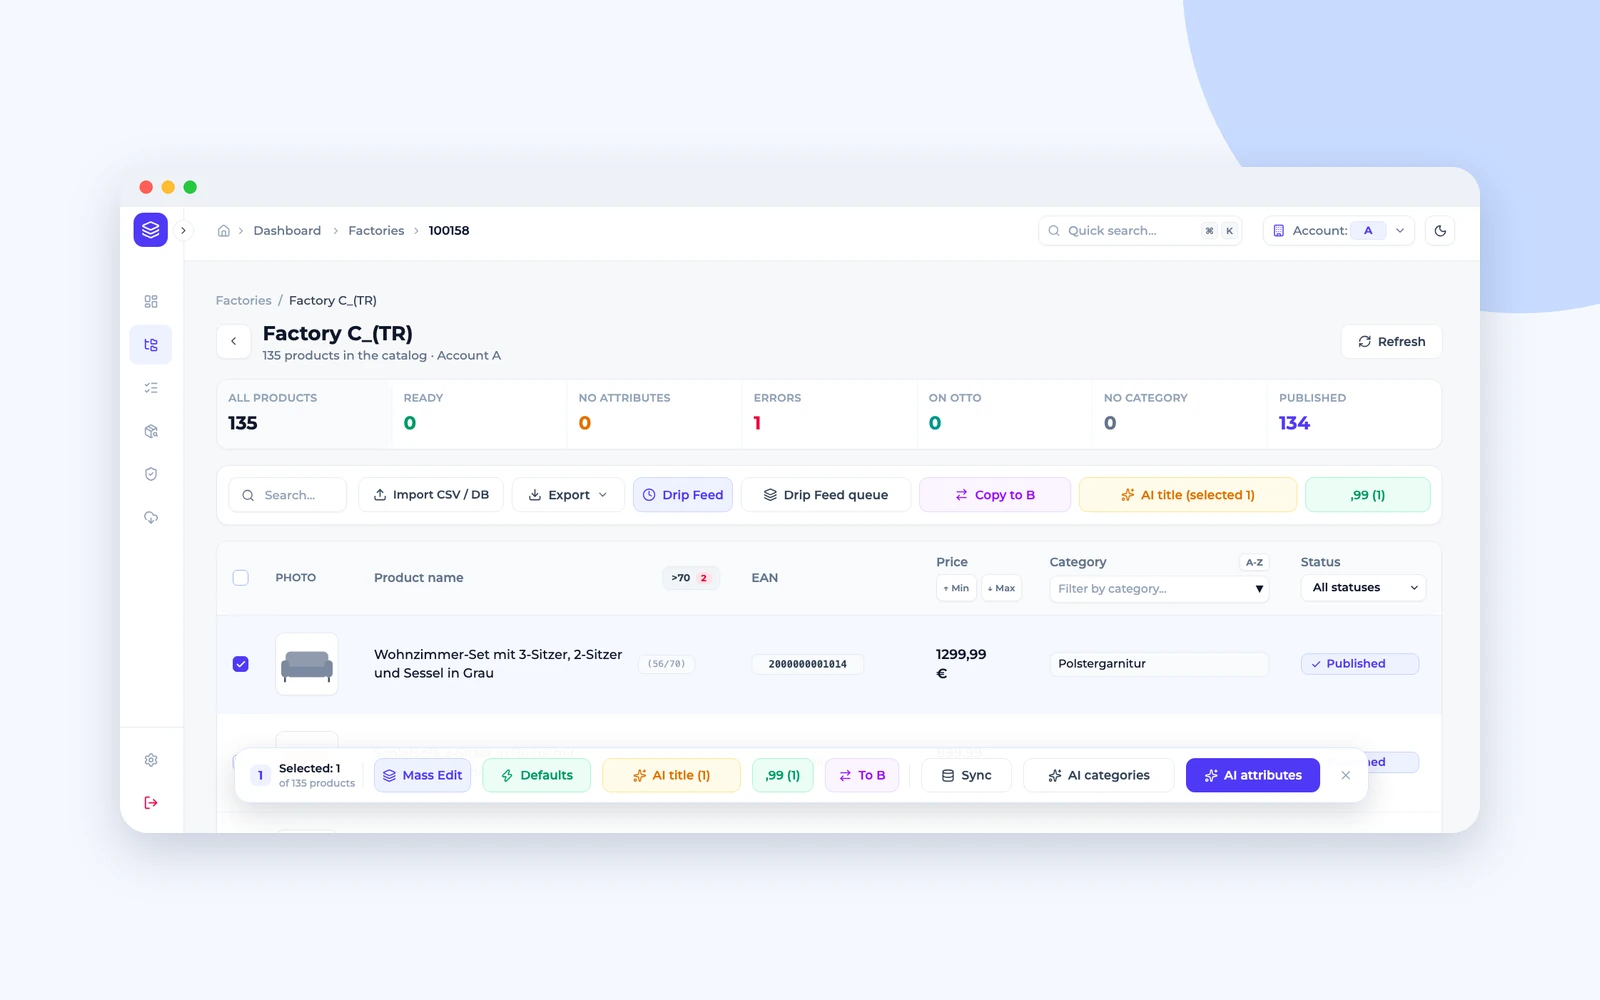 Dashboard
Factories
100158
Quick search...
⌘ K
Account: A
Factories / Factory C_(TR)
Factory C_(TR)
135 products in the catalog · Account A
Refresh
ALL PRODUCTS
135
READY
0
NO ATTRIBUTES
0
ERRORS
1
ON OTTO
0
NO CATEGORY
0
PUBLISHED
134
Search...
Import CSV / DB
Export
Drip Feed
Drip Feed queue
Copy to B
AI title (selected 1)
,99 (1)
PHOTO
Product name
>70 2
EAN
Price
↑ Min
↓ Max
Category
A-Z
Filter by category...
Status
All statuses
Wohnzimmer-Set mit 3-Sitzer, 2-Sitzer
und Sessel in Grau
(56/70)
2000000001014
1299,99
€
Polstergarnitur
Published
1
Selected: 1
of 135 products
Mass Edit
Defaults
AI title (1)
,99 (1)
To B
Sync
AI categories
AI attributes